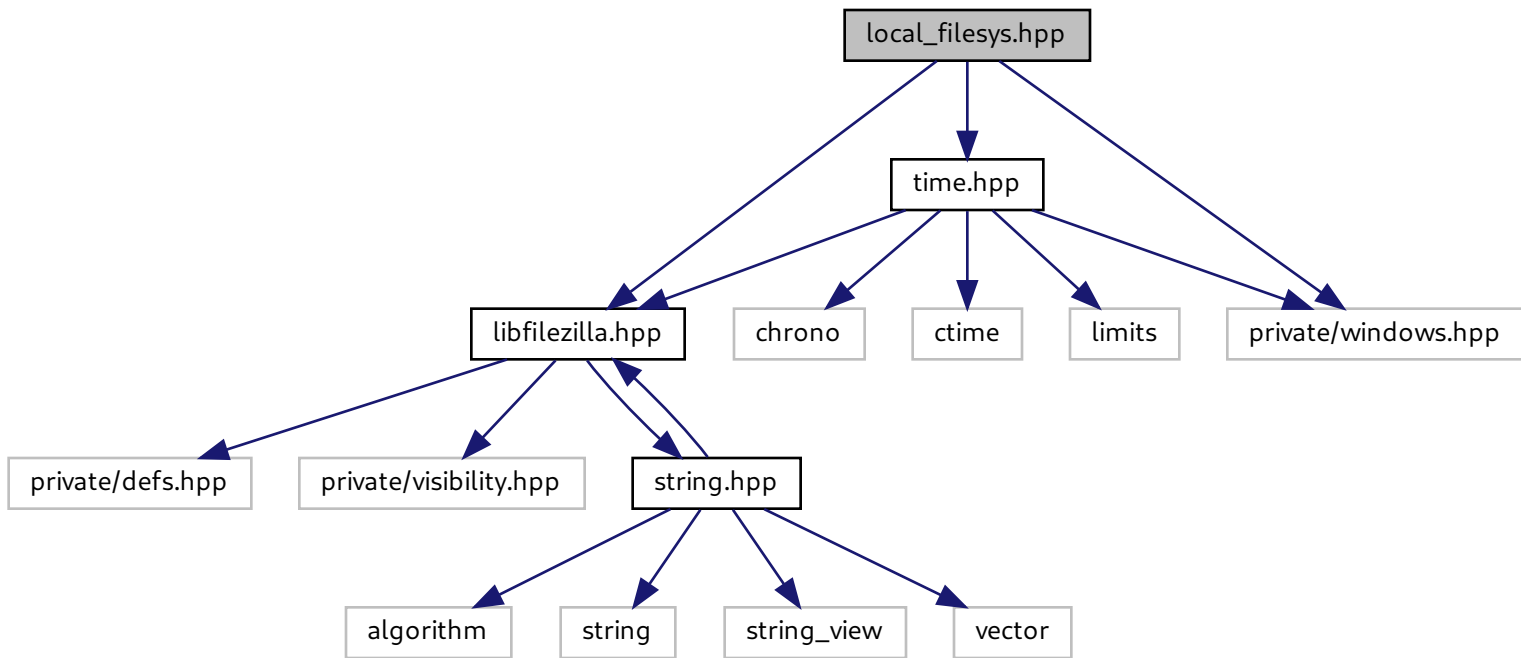 local_filesys.hpp
time.hpp
libfilezilla.hpp
chrono
ctime
limits
private/windows.hpp
private/defs.hpp
private/visibility.hpp
string.hpp
algorithm
string
string_view
vector